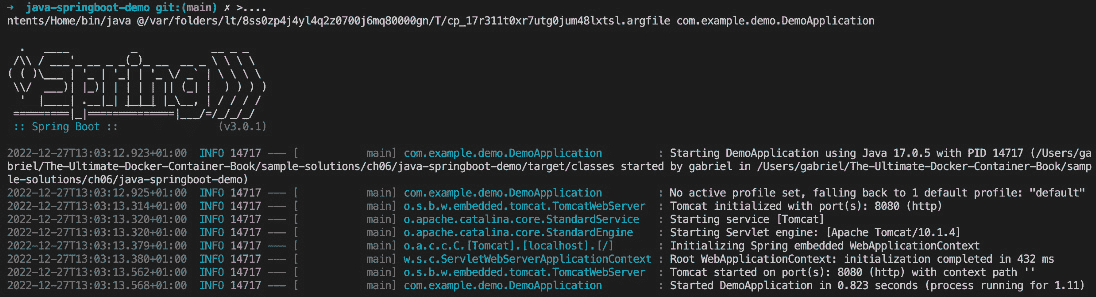 ➜ java-springboot-demo git:(main) ✗ >....
ntents/Home/bin/java @/var/folders/lt/8ss0zp4j4yl4q2z0700j6mq80000gn/T/cp_17r311t0xr7utg0jum48lxtsl.argfile com.example.demo.DemoApplication
  .   ____          _            __ _ _
 /\\ / ___'_ __ _ _(_)_ __  __ _ \ \ \ \
( ( )\___ | '_ | '_| | '_ \/ _` | \ \ \ \
 \\/  ___)| |_)| | | | | || (_| |  ) ) ) )
  '  |____| .__|_| |_|_| |_\__, | / / / /
 =========|_|==============|___/=/_/_/_/
 :: Spring Boot ::                (v3.0.1)
2022-12-27T13:03:12.923+01:00  INFO 14717 --- [           main] com.example.demo.DemoApplication         : Starting DemoApplication using Java 17.0.5 with PID 14717 (/Users/ga
briel/The-Ultimate-Docker-Container-Book/sample-solutions/ch06/java-springboot-demo/target/classes started by gabriel in /Users/gabriel/The-Ultimate-Docker-Container-Book/samp
le-solutions/ch06/java-springboot-demo)
2022-12-27T13:03:12.925+01:00  INFO 14717 --- [           main] com.example.demo.DemoApplication         : No active profile set, falling back to 1 default profile: "default"
2022-12-27T13:03:13.314+01:00  INFO 14717 --- [           main] o.s.b.w.embedded.tomcat.TomcatWebServer  : Tomcat initialized with port(s): 8080 (http)
2022-12-27T13:03:13.320+01:00  INFO 14717 --- [           main] o.apache.catalina.core.StandardService   : Starting service [Tomcat]
2022-12-27T13:03:13.320+01:00  INFO 14717 --- [           main] o.apache.catalina.core.StandardEngine    : Starting Servlet engine: [Apache Tomcat/10.1.4]
2022-12-27T13:03:13.379+01:00  INFO 14717 --- [           main] o.a.c.c.C.[Tomcat].[localhost].[/]       : Initializing Spring embedded WebApplicationContext
2022-12-27T13:03:13.380+01:00  INFO 14717 --- [           main] w.s.c.ServletWebServerApplicationContext : Root WebApplicationContext: initialization completed in 432 ms
2022-12-27T13:03:13.562+01:00  INFO 14717 --- [           main] o.s.b.w.embedded.tomcat.TomcatWebServer  : Tomcat started on port(s): 8080 (http) with context path ''
2022-12-27T13:03:13.568+01:00  INFO 14717 --- [           main] com.example.demo.DemoApplication         : Started DemoApplication in 0.823 seconds (process running for 1.11)